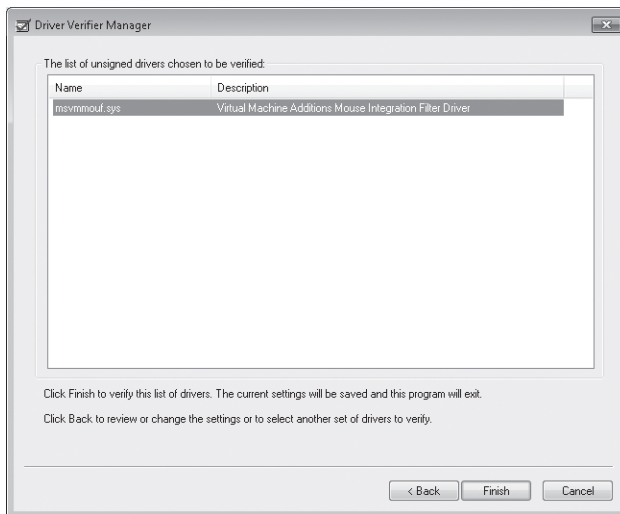 Driver Verifier Manager
The list of unsigned drivers chosen to be verified:
Name Description
msvmmouf.sys Virtual Machine Additions Mouse Integration Filter Driver
Click Finish to verify this list of drivers. The current settings will be saved and this program will exit.
Click Back to review or change the settings or to select another set of drivers to verify.
< Back Finish Cancel